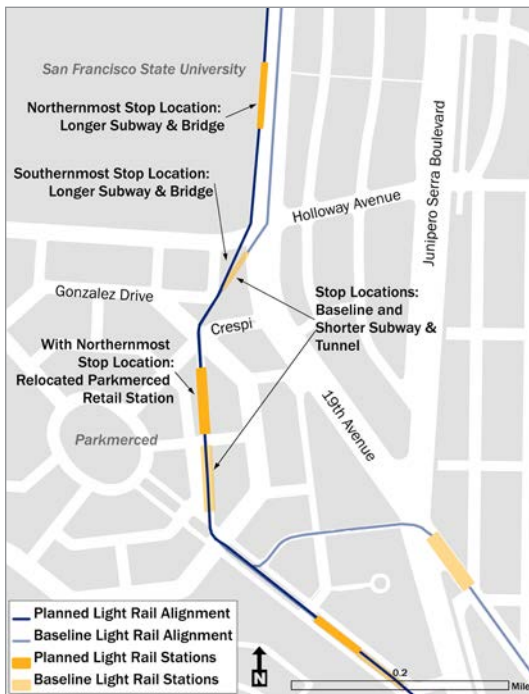 San Francisco State University
Northernmost Stop Location:
Longer Subway & Bridge
Southernmost Stop Location:
Longer Subway & Bridge
Holloway Avenue
Junipero Serra Boulevard
Gonzalez Drive
Stop Locations:
Baseline and
Shorter Subway &
Tunnel
Crespi
With Northernmost
Stop Location:
Relocated Parkmerced
Retail Station
19th Avenue
Parkmerced
Planned Light Rail Alignment
Baseline Light Rail Alignment
Planned Light Rail Stations
Baseline Light Rail Stations
N
0.2
Mile